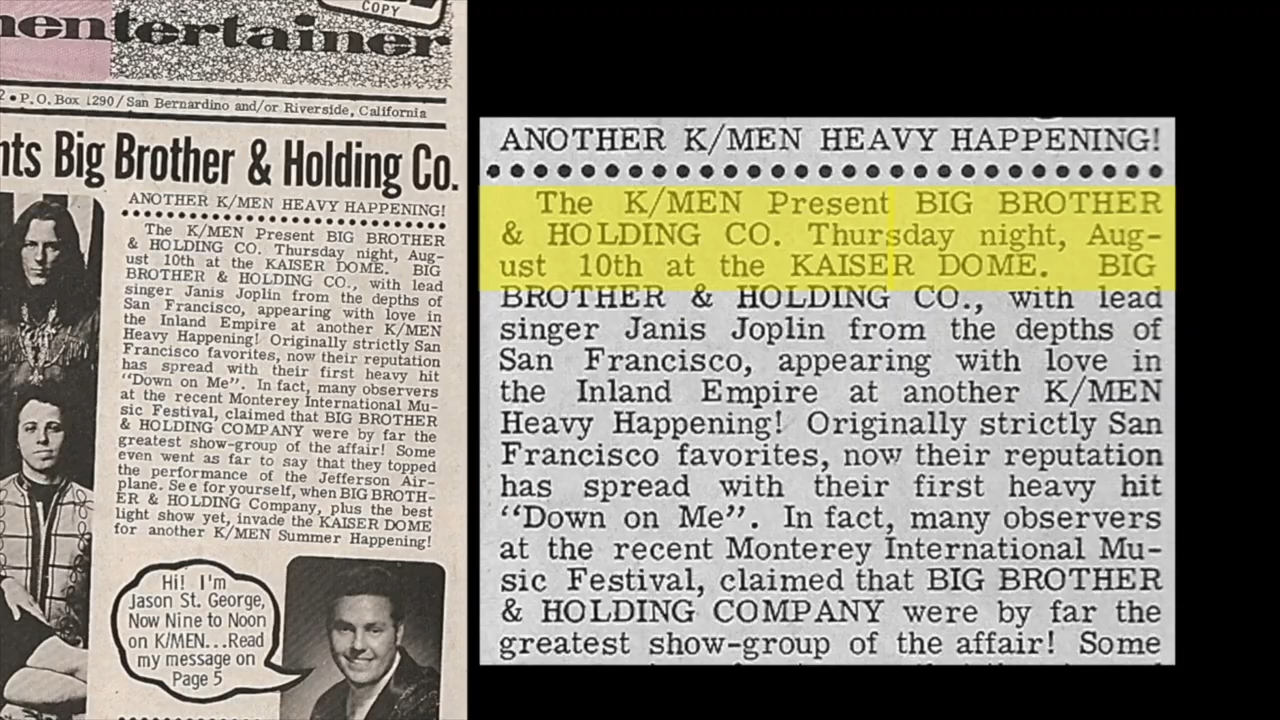 COPY
entertainer
P.O. Box 1290/San Bernardino and/or Riverside, California
Big Brother & Holding Co.
ANOTHER K/MEN HEAVY HAPPENING!
The K/MEN Present BIG BROTHER
& HOLDING CO. Thursday night, Aug-
ust 10th at the KAISER DOME. BIG
BROTHER & HOLDING CO., with lead
singer Janis Joplin from the depths of
San Francisco, appearing with love in
the Inland Empire at another K/MEN
Heavy Happening! Originally strictly San
Francisco favorites, now their reputation
has spread with their first heavy hit
“Down on Me”. In fact, many observers
at the recent Monterey International Mu-
sic Festival, claimed that BIG BROTHER
& HOLDING COMPANY were by far the
greatest show-group of the affair! Some
even went as far to say that they topped
the performance of the Jefferson Air-
plane. See for yourself, when BIG BROTH-
ER & HOLDING Company, plus the best
light show yet, invade the KAISER DOME
for another K/MEN Summer Happening!
Hi! I'm
Jason St. George,
Now Nine to Noon
on K/MEN...Read
my message on
Page 5
ANOTHER K/MEN HEAVY HAPPENING!
The K/MEN Present BIG BROTHER
& HOLDING CO. Thursday night, Aug-
ust 10th at the KAISER DOME. BIG
BROTHER & HOLDING CO., with lead
singer Janis Joplin from the depths of
San Francisco, appearing with love in
the Inland Empire at another K/MEN
Heavy Happening! Originally strictly San
Francisco favorites, now their reputation
has spread with their first heavy hit
“Down on Me”. In fact, many observers
at the recent Monterey International Mu-
sic Festival, claimed that BIG BROTHER
& HOLDING COMPANY were by far the
greatest show-group of the affair! Some